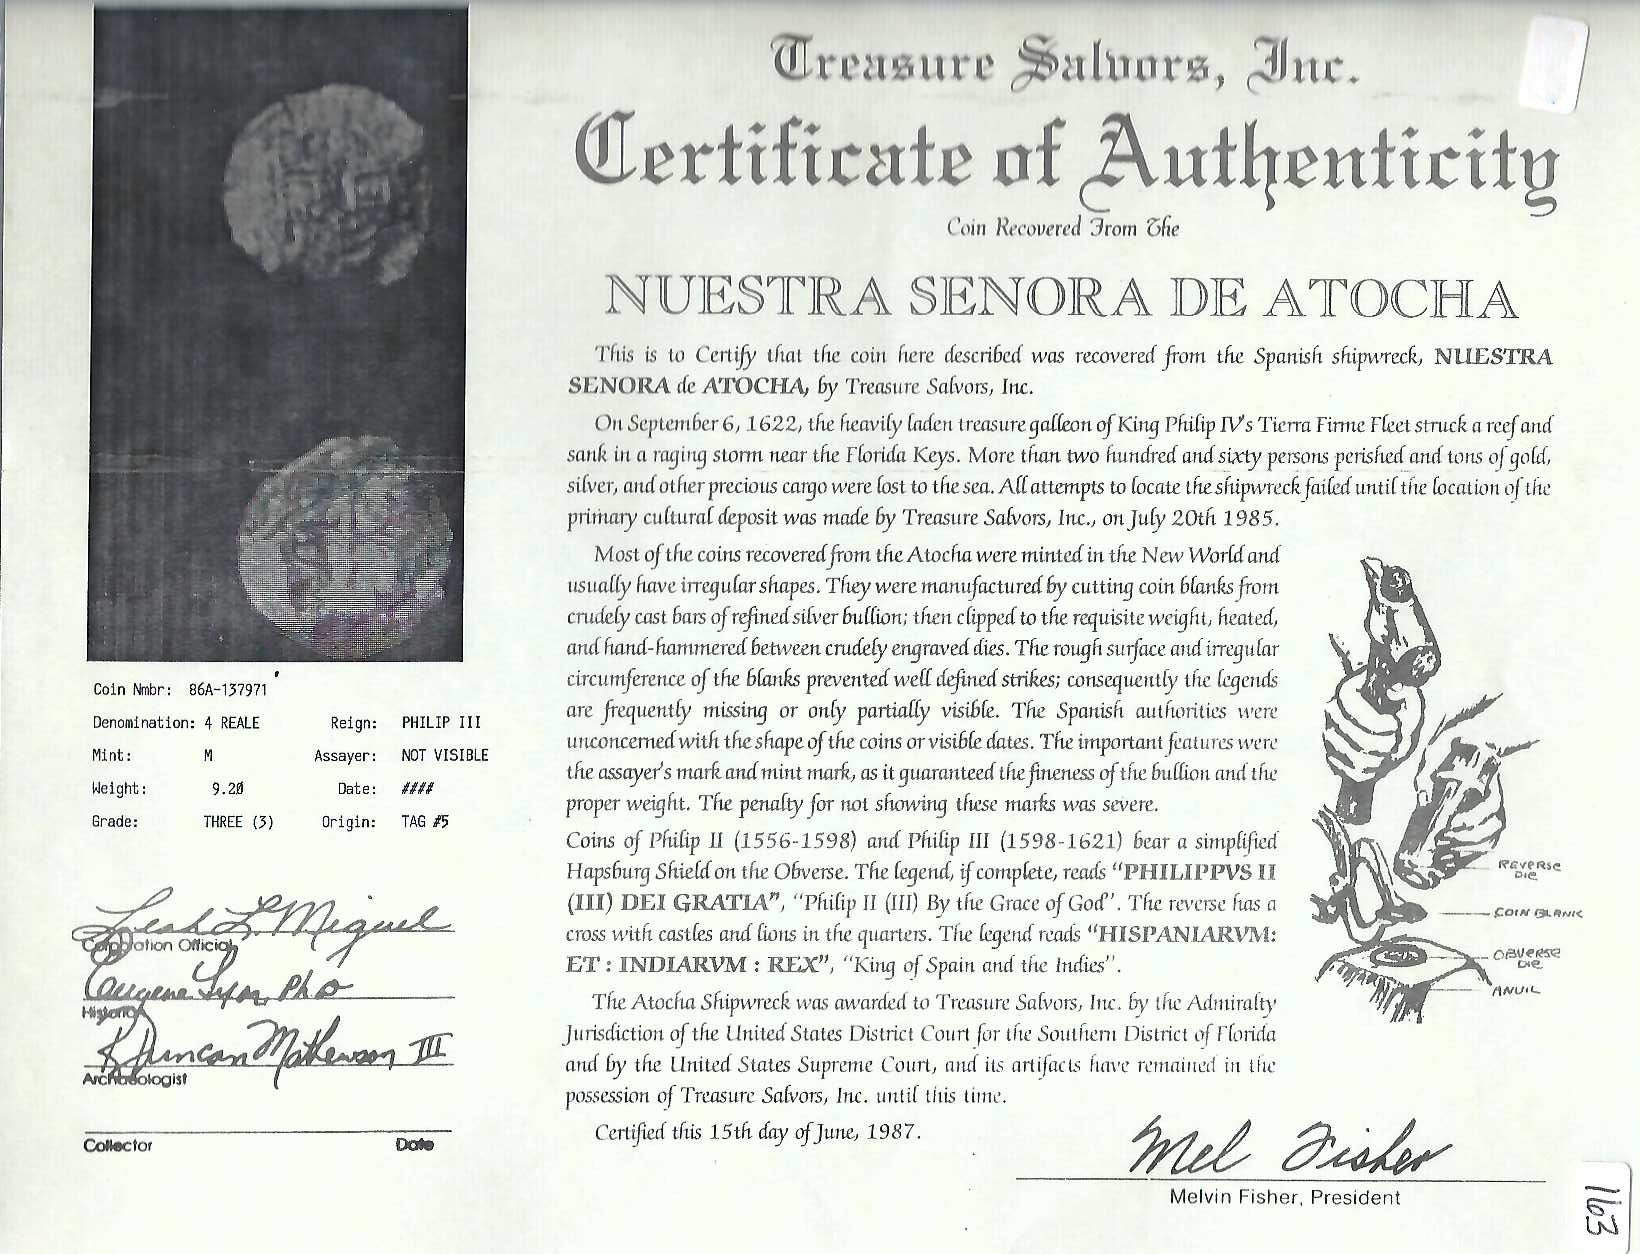 Treasure Salvors, Inc.
Certificate of Authenticity
Coin Recovered From The
NUESTRA SENORA DE ATOCHA
This is to Certify that the coin here described was recovered from the Spanish shipwreck, NUESTRA
SENORA de ATOCHA, by Treasure Salvors, Inc.
On September 6, 1622, the heavily laden treasure galleon of King Philip IV's Tierra Firme Fleet struck a reef and
sank in a raging storm near the Florida Keys. More than two hundred and sixty persons perished and tons of gold,
silver, and other precious cargo were lost to the sea. All attempts to locate the shipwreck failed until the location of the
primary cultural deposit was made by Treasure Salvors, Inc., on July 20th 1985.
Most of the coins recovered from the Atocha were minted in the New World and
usually have irregular shapes. They were manufactured by cutting coin blanks from
crudely cast bars of refined silver bullion; then clipped to the requisite weight, heated,
and hand-hammered between crudely engraved dies. The rough surface and irregular
circumference of the blanks prevented well defined strikes; consequently the legends
are frequently missing or only partially visible. The Spanish authorities were
unconcerned with the shape of the coins or visible dates. The important features were
the assayer's mark and mint mark, as it guaranteed the fineness of the bullion and the
proper weight. The penalty for not showing these marks was severe.
Coins of Philip II (1556-1598) and Philip III (1598-1621) bear a simplified
Hapsburg Shield on the Obverse. The legend, if complete, reads "PHILIPPVS II
(III) DEI GRATIA", "Philip II (III) By the Grace of God". The reverse has a
cross with castles and lions in the quarters. The legend reads "HISPANIARVM:
ET : INDIARVM : REX", "King of Spain and the Indies".
The Atocha Shipwreck was awarded to Treasure Salvors, Inc. by the Admiralty
Jurisdiction of the United States District Court for the Southern District of Florida
and by the United States Supreme Court, and its artifacts have remained in the
possession of Treasure Salvors, Inc. until this time.
Certified this 15th day of June, 1987.
REVERSE
DIE
COIN BLANK
OBVERSE
DIE
ANVIL
Mel Fisher
Melvin Fisher, President
Coin Nmbr: 86A-137971
Denomination: 4 REALE Reign: PHILIP III
Mint: M Assayer: NOT VISIBLE
Weight: 9.20 Date: ####
Grade: THREE (3) Origin: TAG #5
Leah L. Miguel
Corporation Official
Eugene Lyon, PhD
Historian
R Duncan Mathewson III
Archaeologist
Collector Date
1163